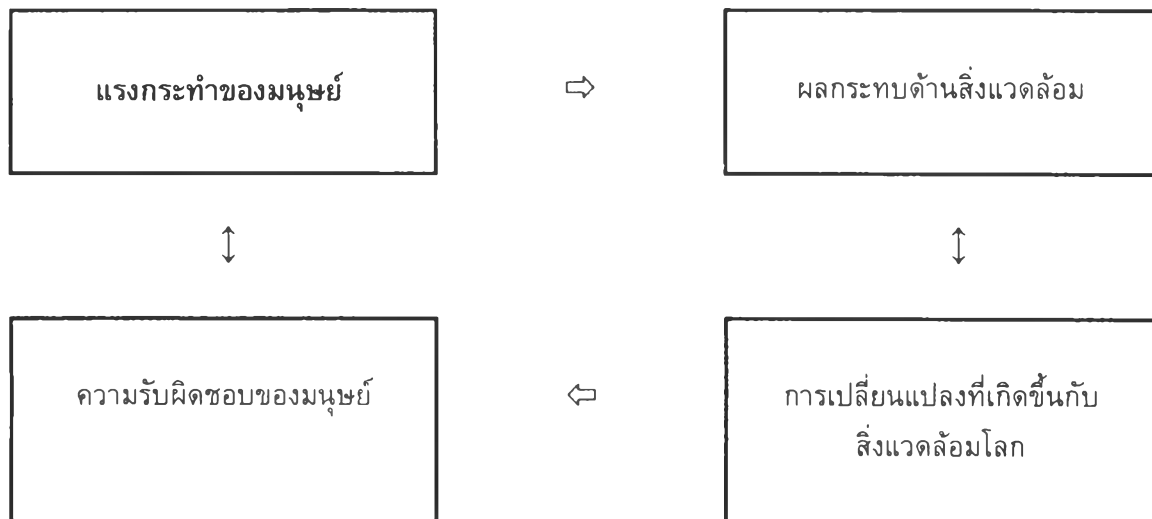 แรงกระทำของมนุษย์
ผลกระทบด้านสิ่งแวดล้อม
ความรับผิดชอบของมนุษย์
การเปลี่ยนแปลงที่เกิดขึ้นกับ
สิ่งแวดล้อมโลก